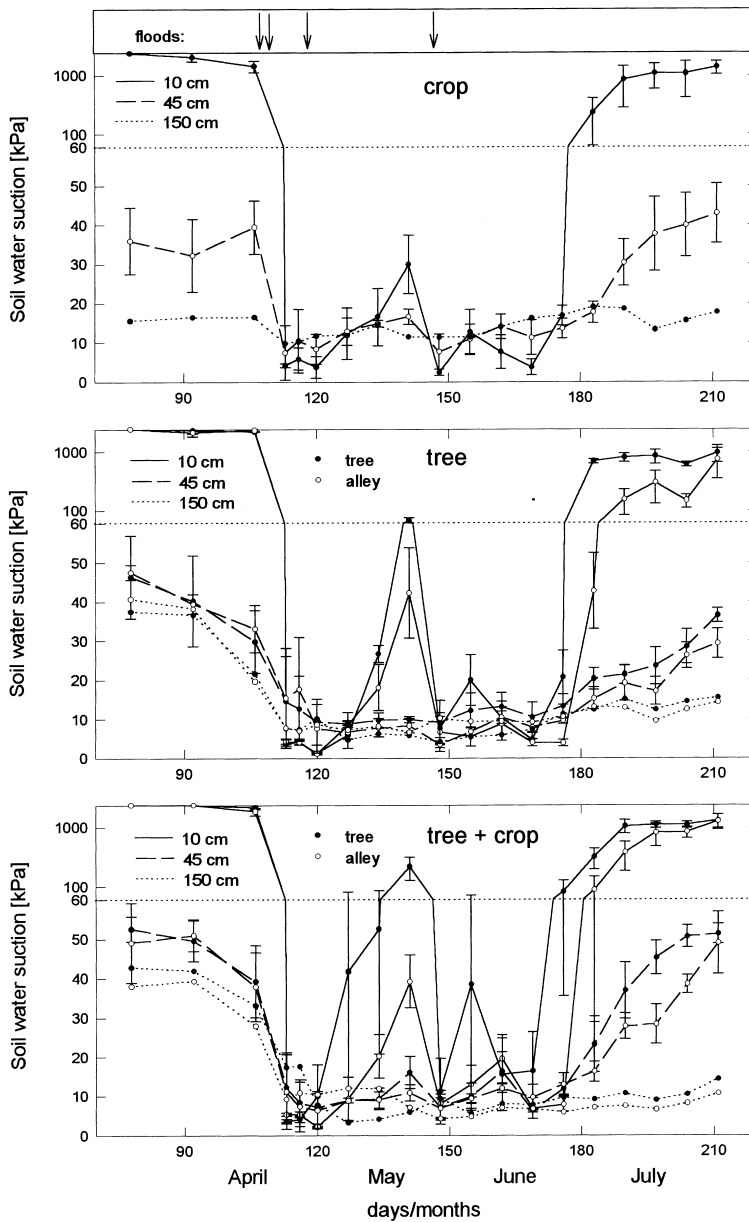 floods:
crop
10 cm
45 cm
150 cm
1000
100
60
50
40
30
20
10
0
Soil water suction [kPa]
90 120 150 180 210
tree
10 cm tree
45 cm alley
150 cm
1000
100
60
50
40
30
20
10
0
Soil water suction [kPa]
90 120 150 180 210
tree + crop
10 cm tree
45 cm alley
150 cm
1000
100
60
50
40
30
20
10
0
Soil water suction [kPa]
90 120 150 180 210
April May June July
days/months